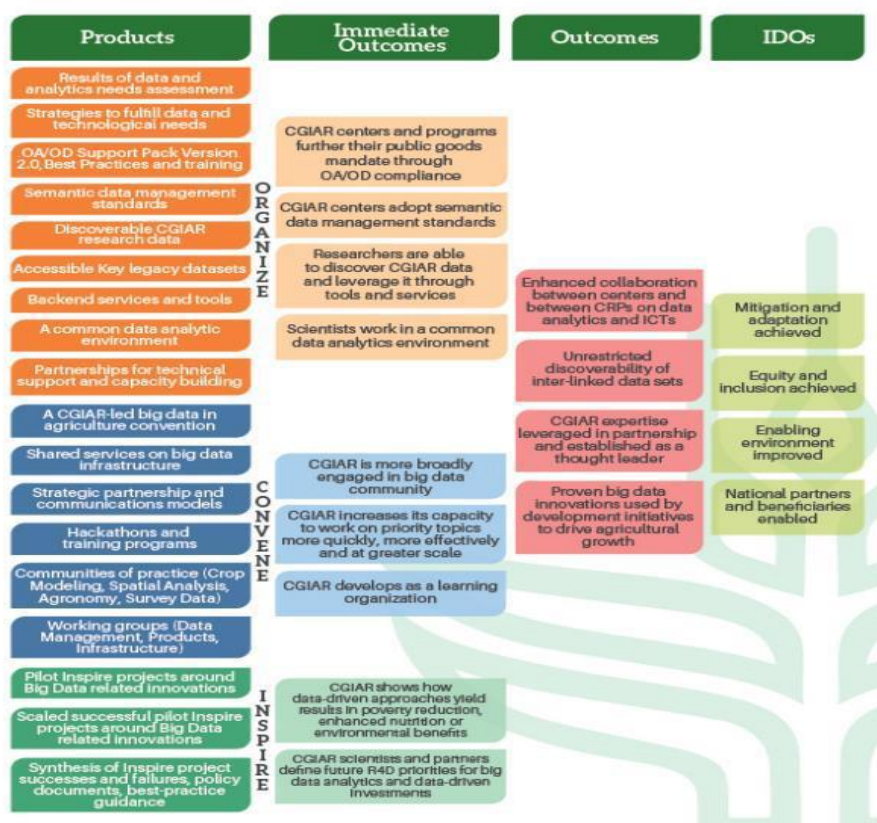 Products
Results of data and
analytics needs assessment
Strategies to fulfill data and
technological needs
OA/OD Support Pack Version
2.0, Best Practices and training
Semantic data management
standards
Discoverable CGIAR
research data
Accessible Key legacy datasets
Backend services and tools
A common data analytic
environment
Partnerships for technical
support and capacity building
A CGIAR-led big data in
agriculture convention
Shared services on big data
infrastructure
Strategic partnership and
communications models
Hackathons and
training programs
Communities of practice (Crop
Modeling, Spatial Analysis,
Agronomy, Survey Data)
Working groups (Data
Management, Products,
Infrastructure)
Pilot Inspire projects around
Big Data related innovations
Scaled successful pilot Inspire
projects around Big Data
related innovations
Synthesis of Inspire project
successes and failures, policy
documents, best-practice
guidance
ORGANIZE
CONVENE
INSPIRE
Immediate
Outcomes
CGIAR centers and programs
further their public goods
mandate through
OA/OD compliance
CGIAR centers adopt semantic
data management standards
Researchers are able
to discover CGIAR data
and leverage it through
tools and services
Scientists work in a common
data analytics environment
CGIAR is more broadly
engaged in big data
community
CGIAR increases its capacity
to work on priority topics
more quickly, more effectively
and at greater scale
CGIAR develops as a learning
organization
CGIAR shows how
data-driven approaches yield
results in poverty reduction,
enhanced nutrition or
environmental benefits
CGIAR scientists and partners
define future R4D priorities for big
data analytics and data-driven
investments
Outcomes
Enhanced collaboration
between centers and
between CRPs on data
analytics and ICTs
Unrestricted
discoverability of
inter-linked data sets
CGIAR expertise
leveraged in partnership
and established as a
thought leader
Proven big data
innovations used by
development initiatives
to drive agricultural
growth
IDOs
Mitigation and
adaptation
achieved
Equity and
inclusion achieved
Enabling
environment
improved
National partners
and beneficiaries
enabled